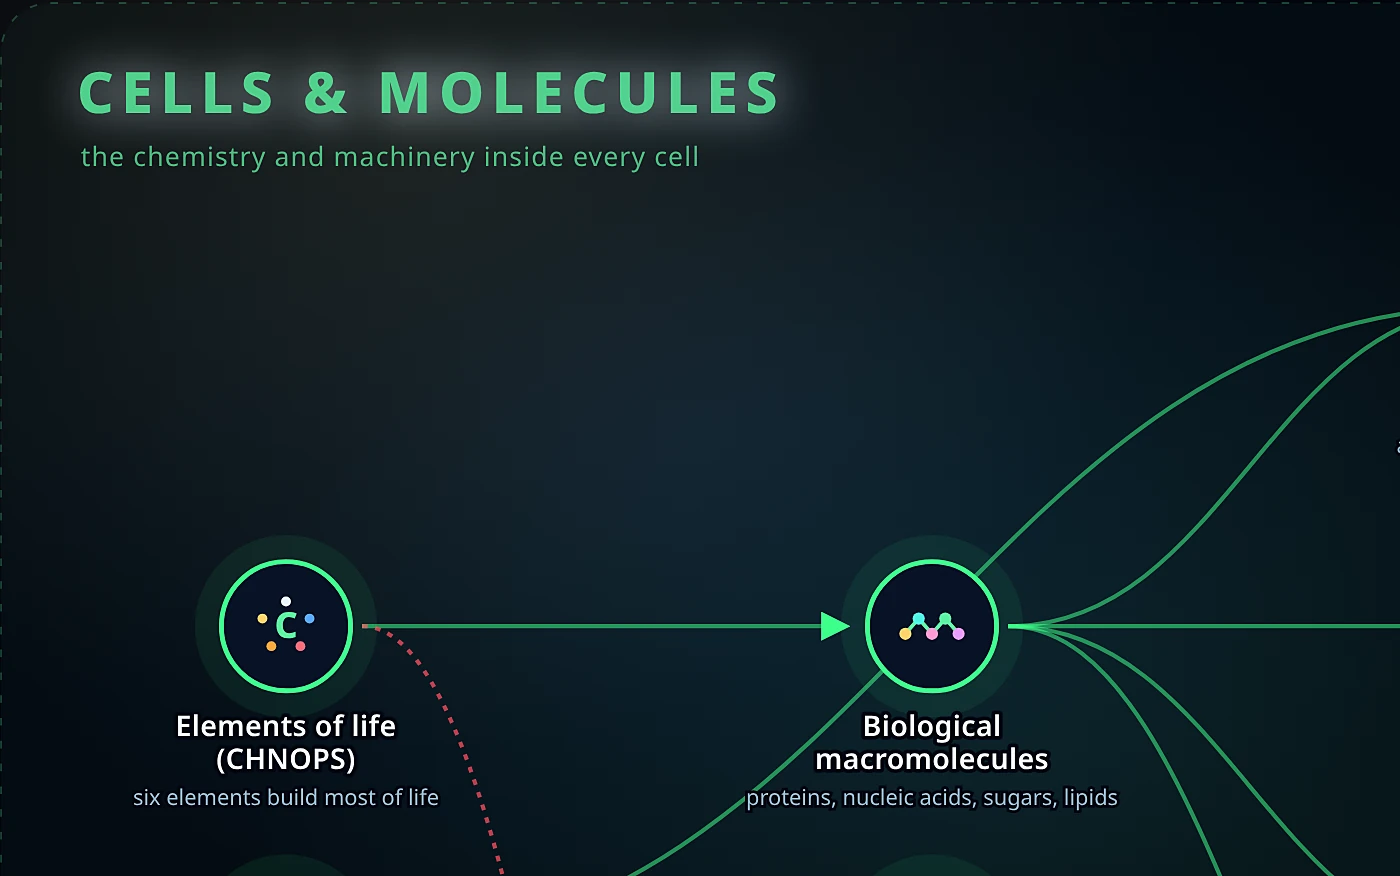 CELLS & MOLECULES
the chemistry and machinery inside every cell
C
Elements of life
(CHNOPS)
six elements build most of life
Biological
macromolecules
proteins, nucleic acids, sugars, lipids